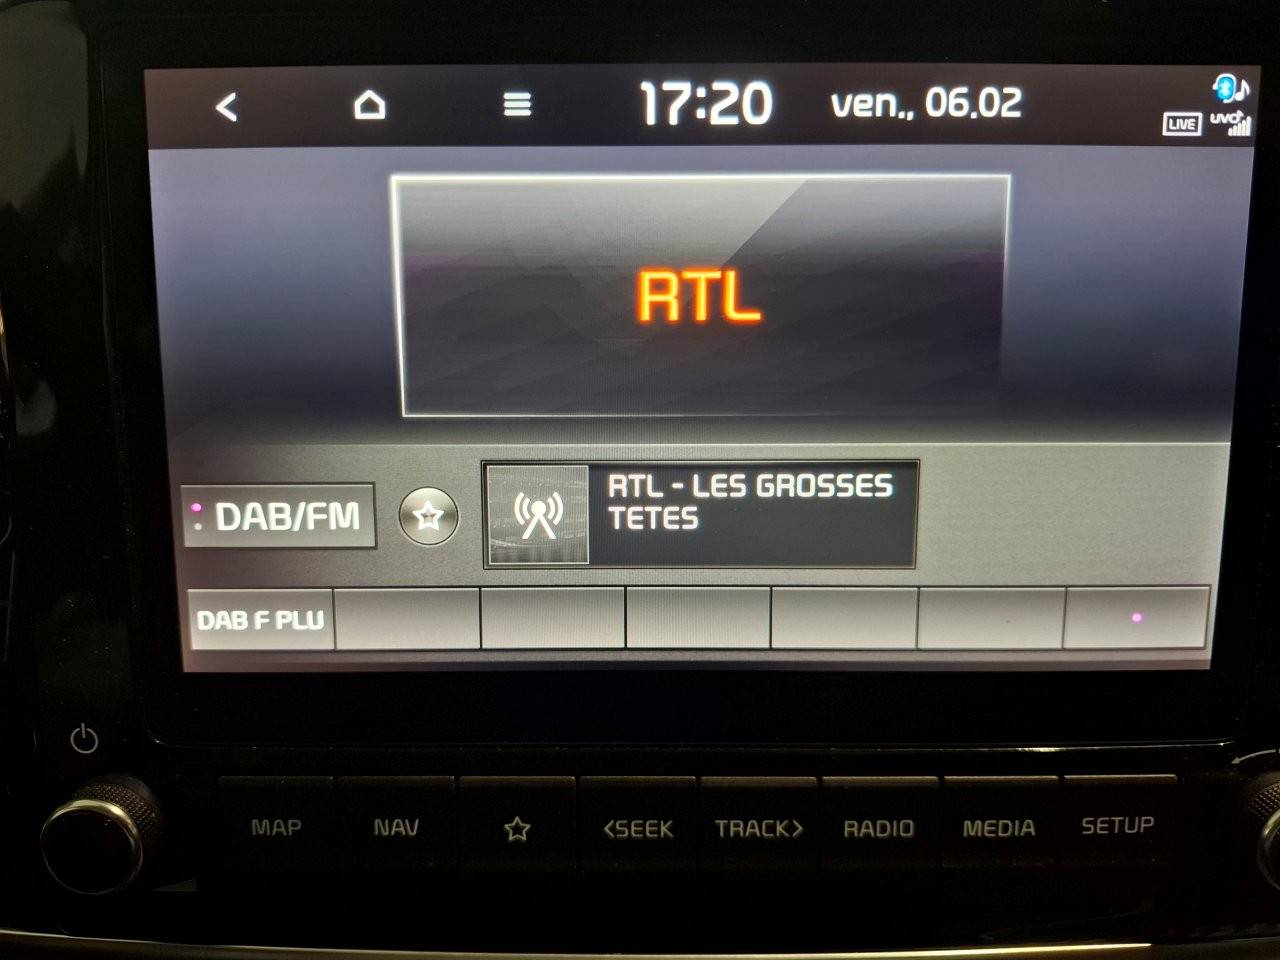 17:20
ven., 06.02
LIVE
UVO
RTL
DAB/FM
RTL - LES GROSSES
TETES
DAB F PLU
MAP
NAV
<SEEK
TRACK>
RADIO
MEDIA
SETUP